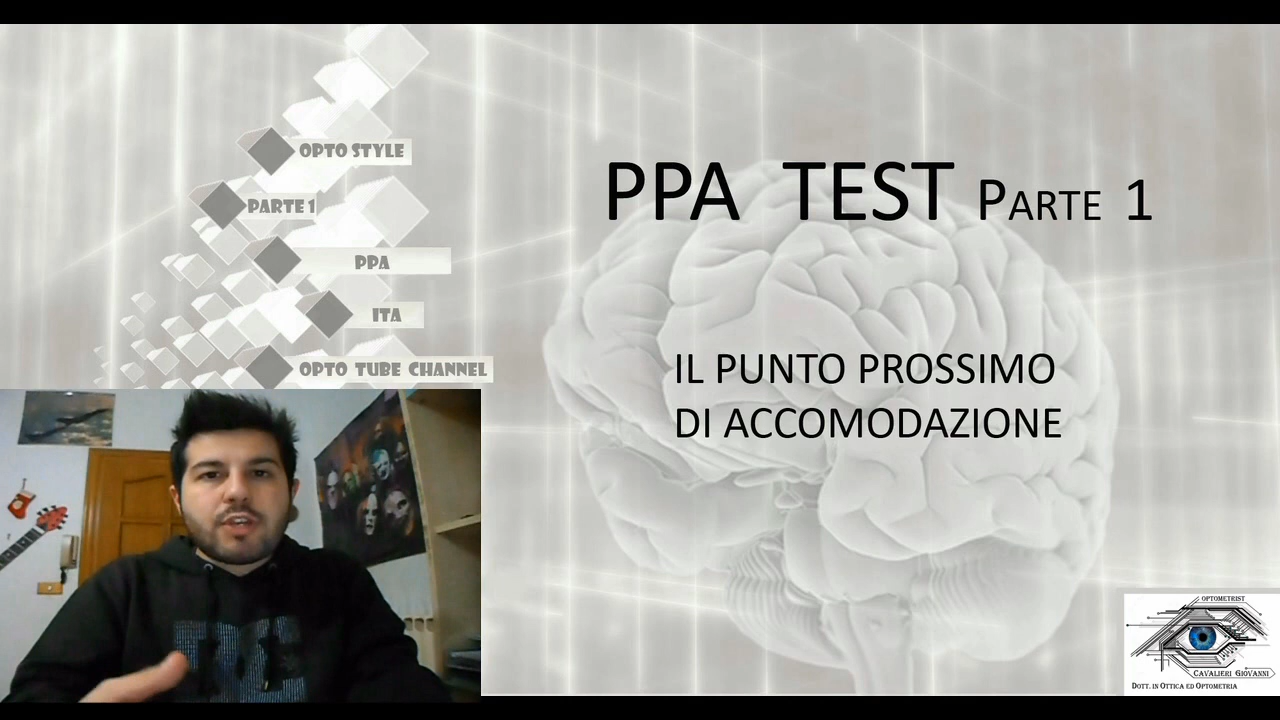 OPTO STYLE
PARTE 1
PPA
ITA
OPTO TUBE CHANNEL
PPA TEST PARTE 1
IL PUNTO PROSSIMO
DI ACCOMODAZIONE
DC
OPTOMETRIST
CAVALIERI GIOVANNI
DOTT. IN OTTICA ED OPTOMETRIA